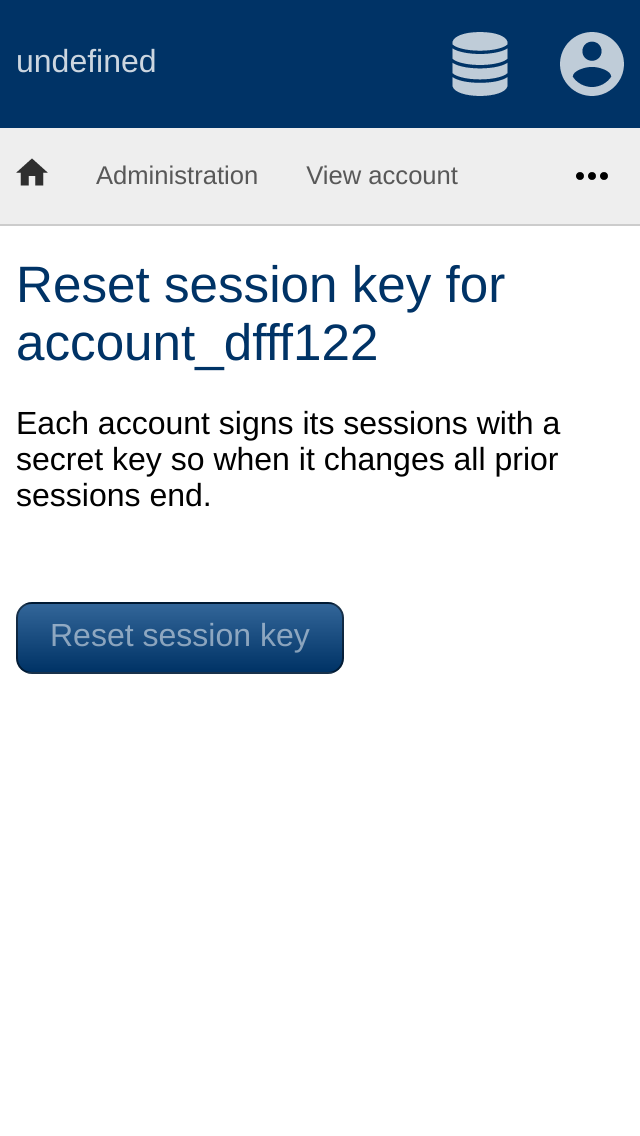 undefined
Administration View account
Reset session key for
account_dfff122
Each account signs its sessions with a
secret key so when it changes all prior
sessions end.
Reset session key